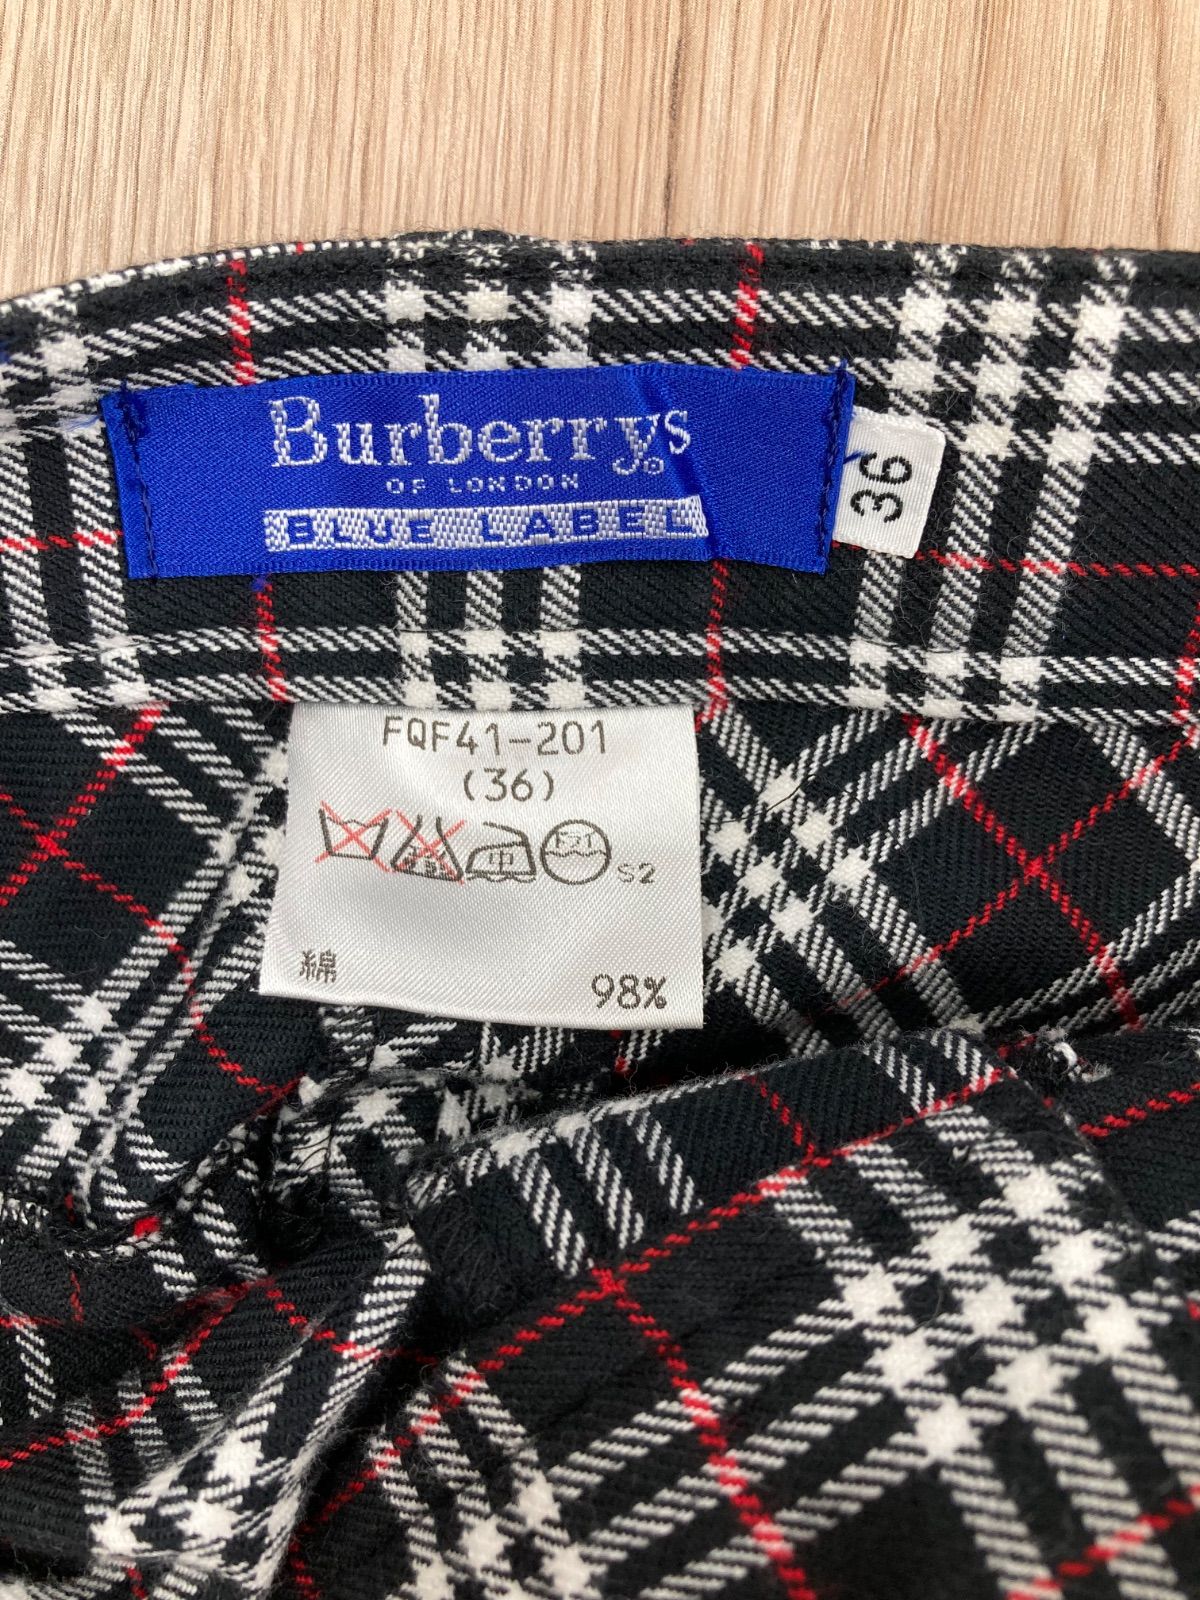 Burberrys
OF LONDON
BLUE LABEL
36
FQF41-201
(36)
中
S2
綿 98%